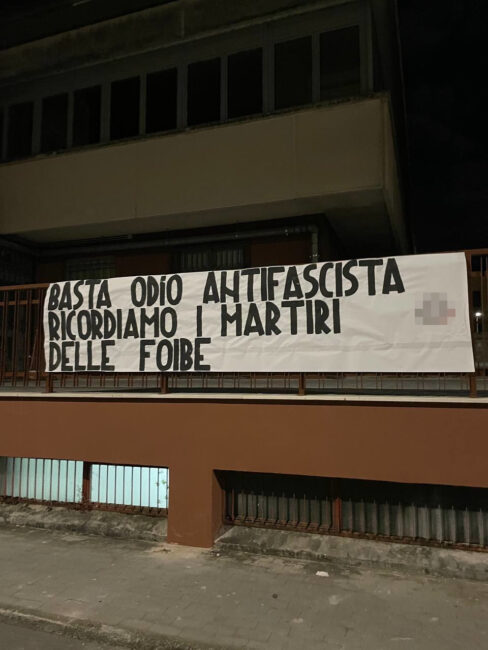 BASTA ODiO ANTIFASCISTA
RICORDIAMO I MARTIRI
DELLE FOIBE